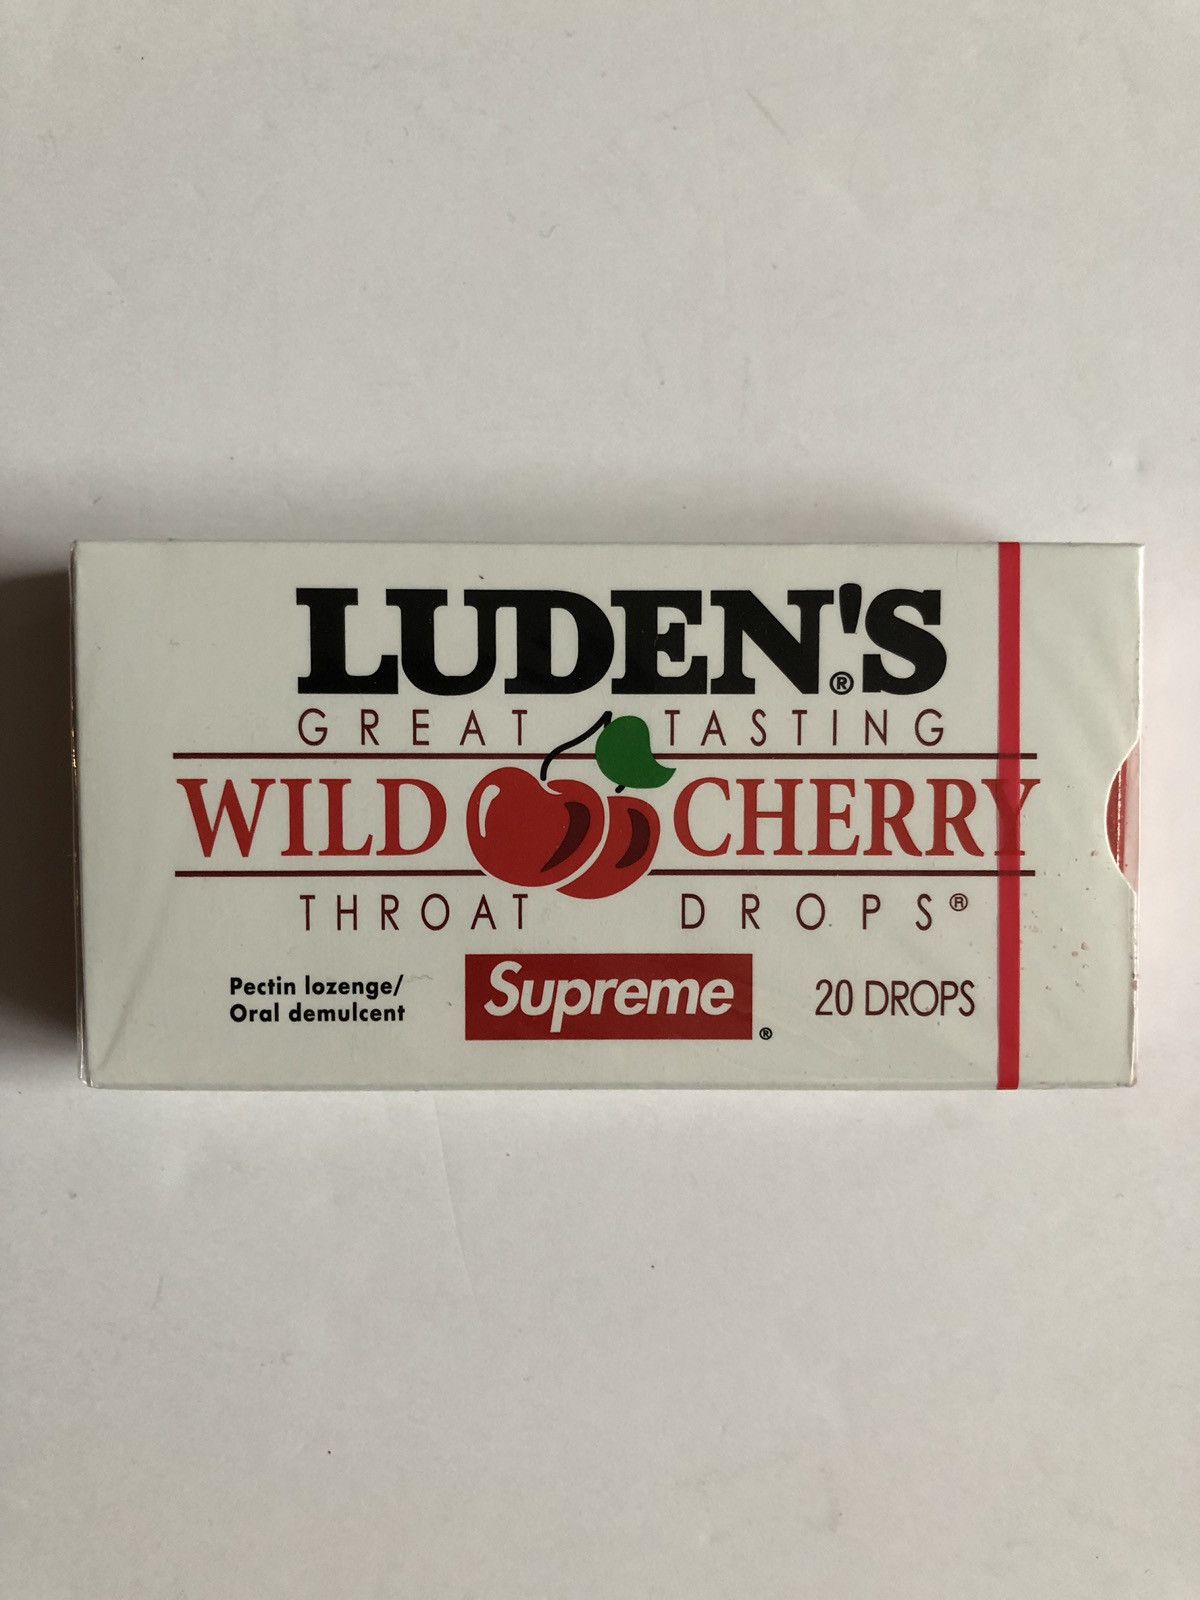 LUDEN'S®
GREAT TASTING
WILD CHERRY
THROAT DROPS®
Pectin lozenge/
Oral demulcent
Supreme®
20 DROPS